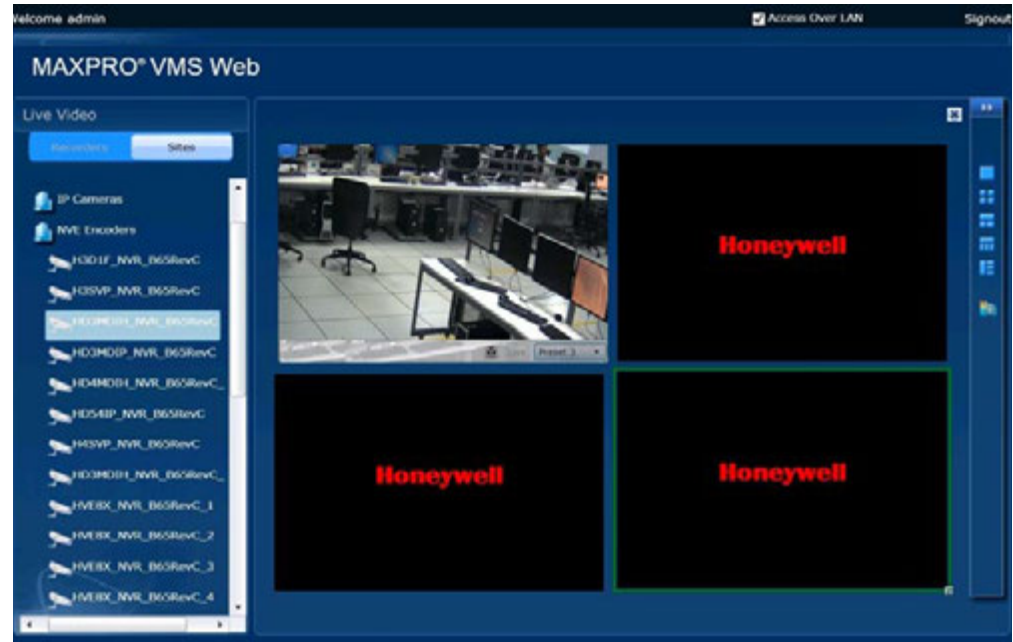 Welcome admin
Access Over LAN
Signout
MAXPRO® VMS Web
Live Video
Recorders
Sites
IP Cameras
NVE Encoders
H3D1F_NVR_B65RevC
H3SVP_NVR_B65RevC
HD3MDIH_NVR_B65RevC
HD3MDIP_NVR_B65RevC
HD4MDIH_NVR_B65RevC_
HD54IP_NVR_B65RevC
H4SVP_NVR_B65RevC
HD3MDIH_NVR_B65RevC_
HVE8X_NVR_B65RevC_1
HVE8X_NVR_B65RevC_2
HVE8X_NVR_B65RevC_3
HVE8X_NVR_B65RevC_4
Preset 3
Honeywell
Honeywell
Honeywell